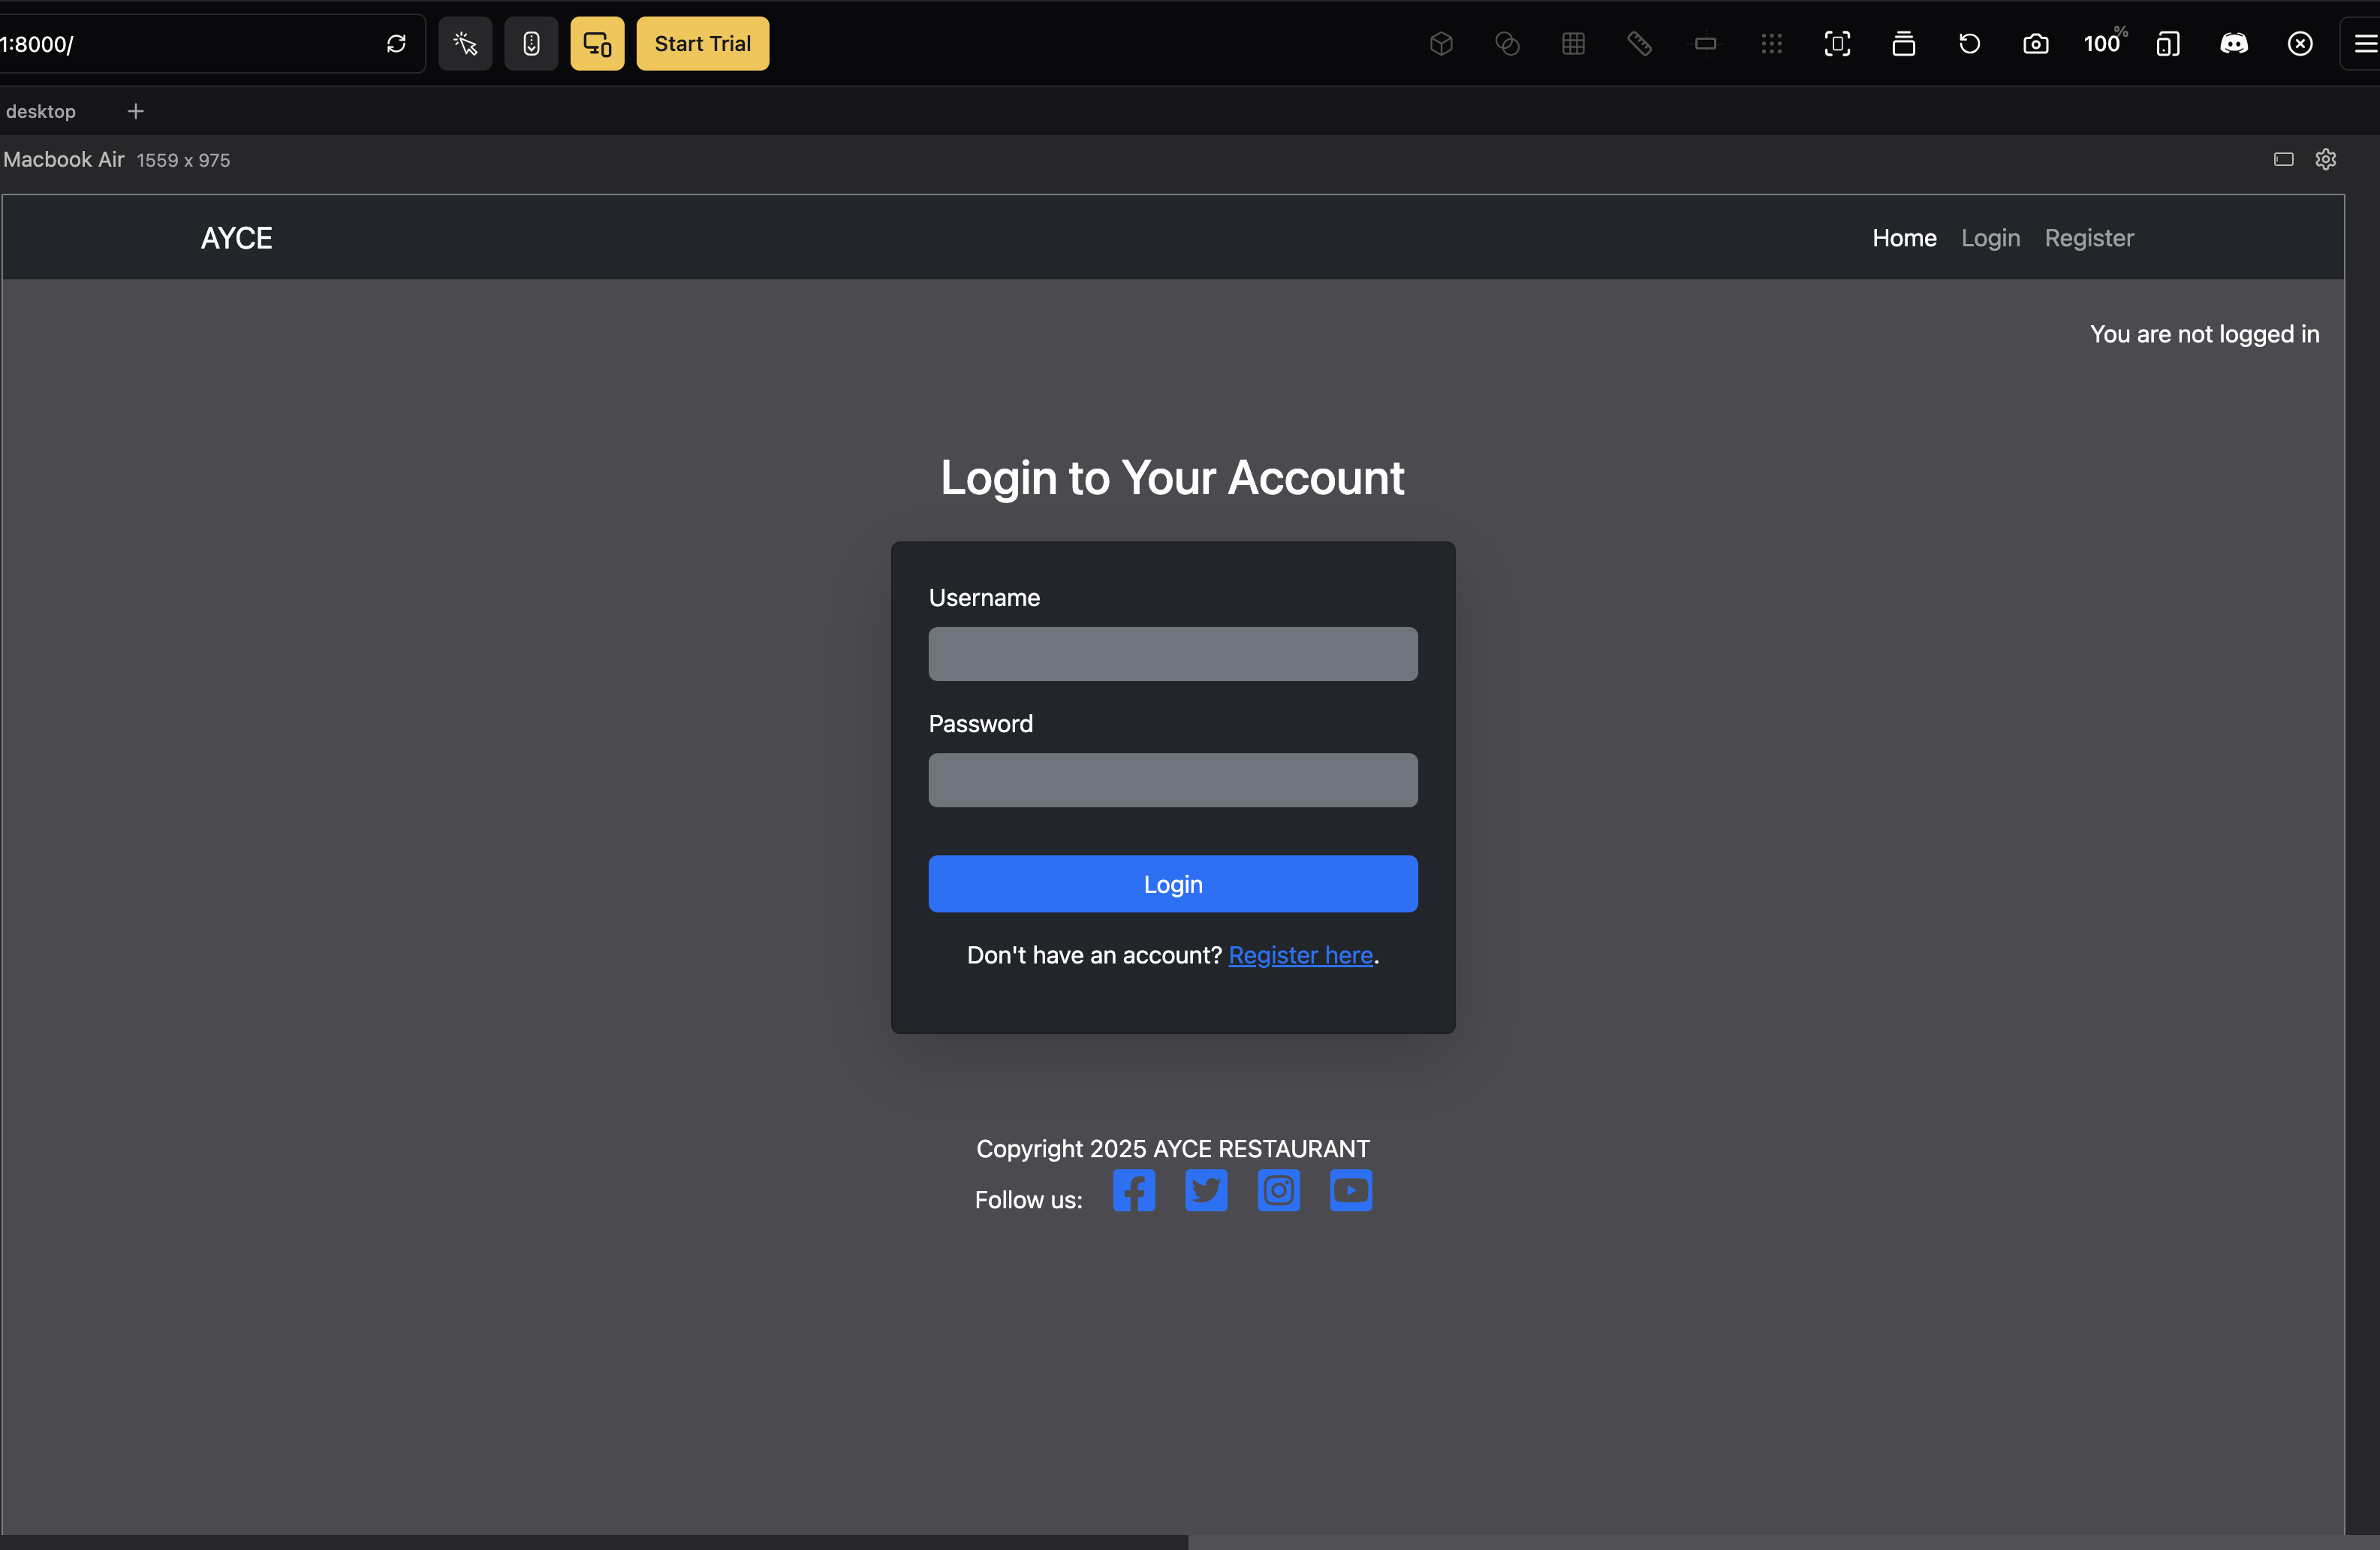 1:8000/
Start Trial
100%
desktop
Macbook Air 1559 x 975
AYCE
Home Login Register
You are not logged in
Login to Your Account
Username
Password
Login
Don't have an account? Register here.
Copyright 2025 AYCE RESTAURANT
Follow us: